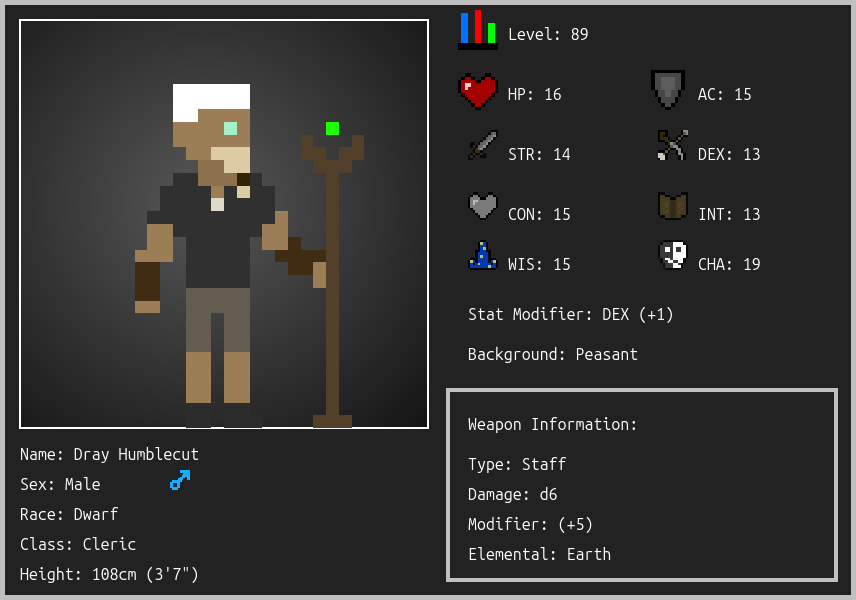 Level: 89
HP: 16
AC: 15
STR: 14
DEX: 13
CON: 15
INT: 13
WIS: 15
CHA: 19
Stat Modifier: DEX (+1)
Background: Peasant
Weapon Information:
Type: Staff
Damage: d6
Modifier: (+5)
Elemental: Earth
Name: Dray Humblecut
Sex: Male
Race: Dwarf
Class: Cleric
Height: 108cm (3'7")